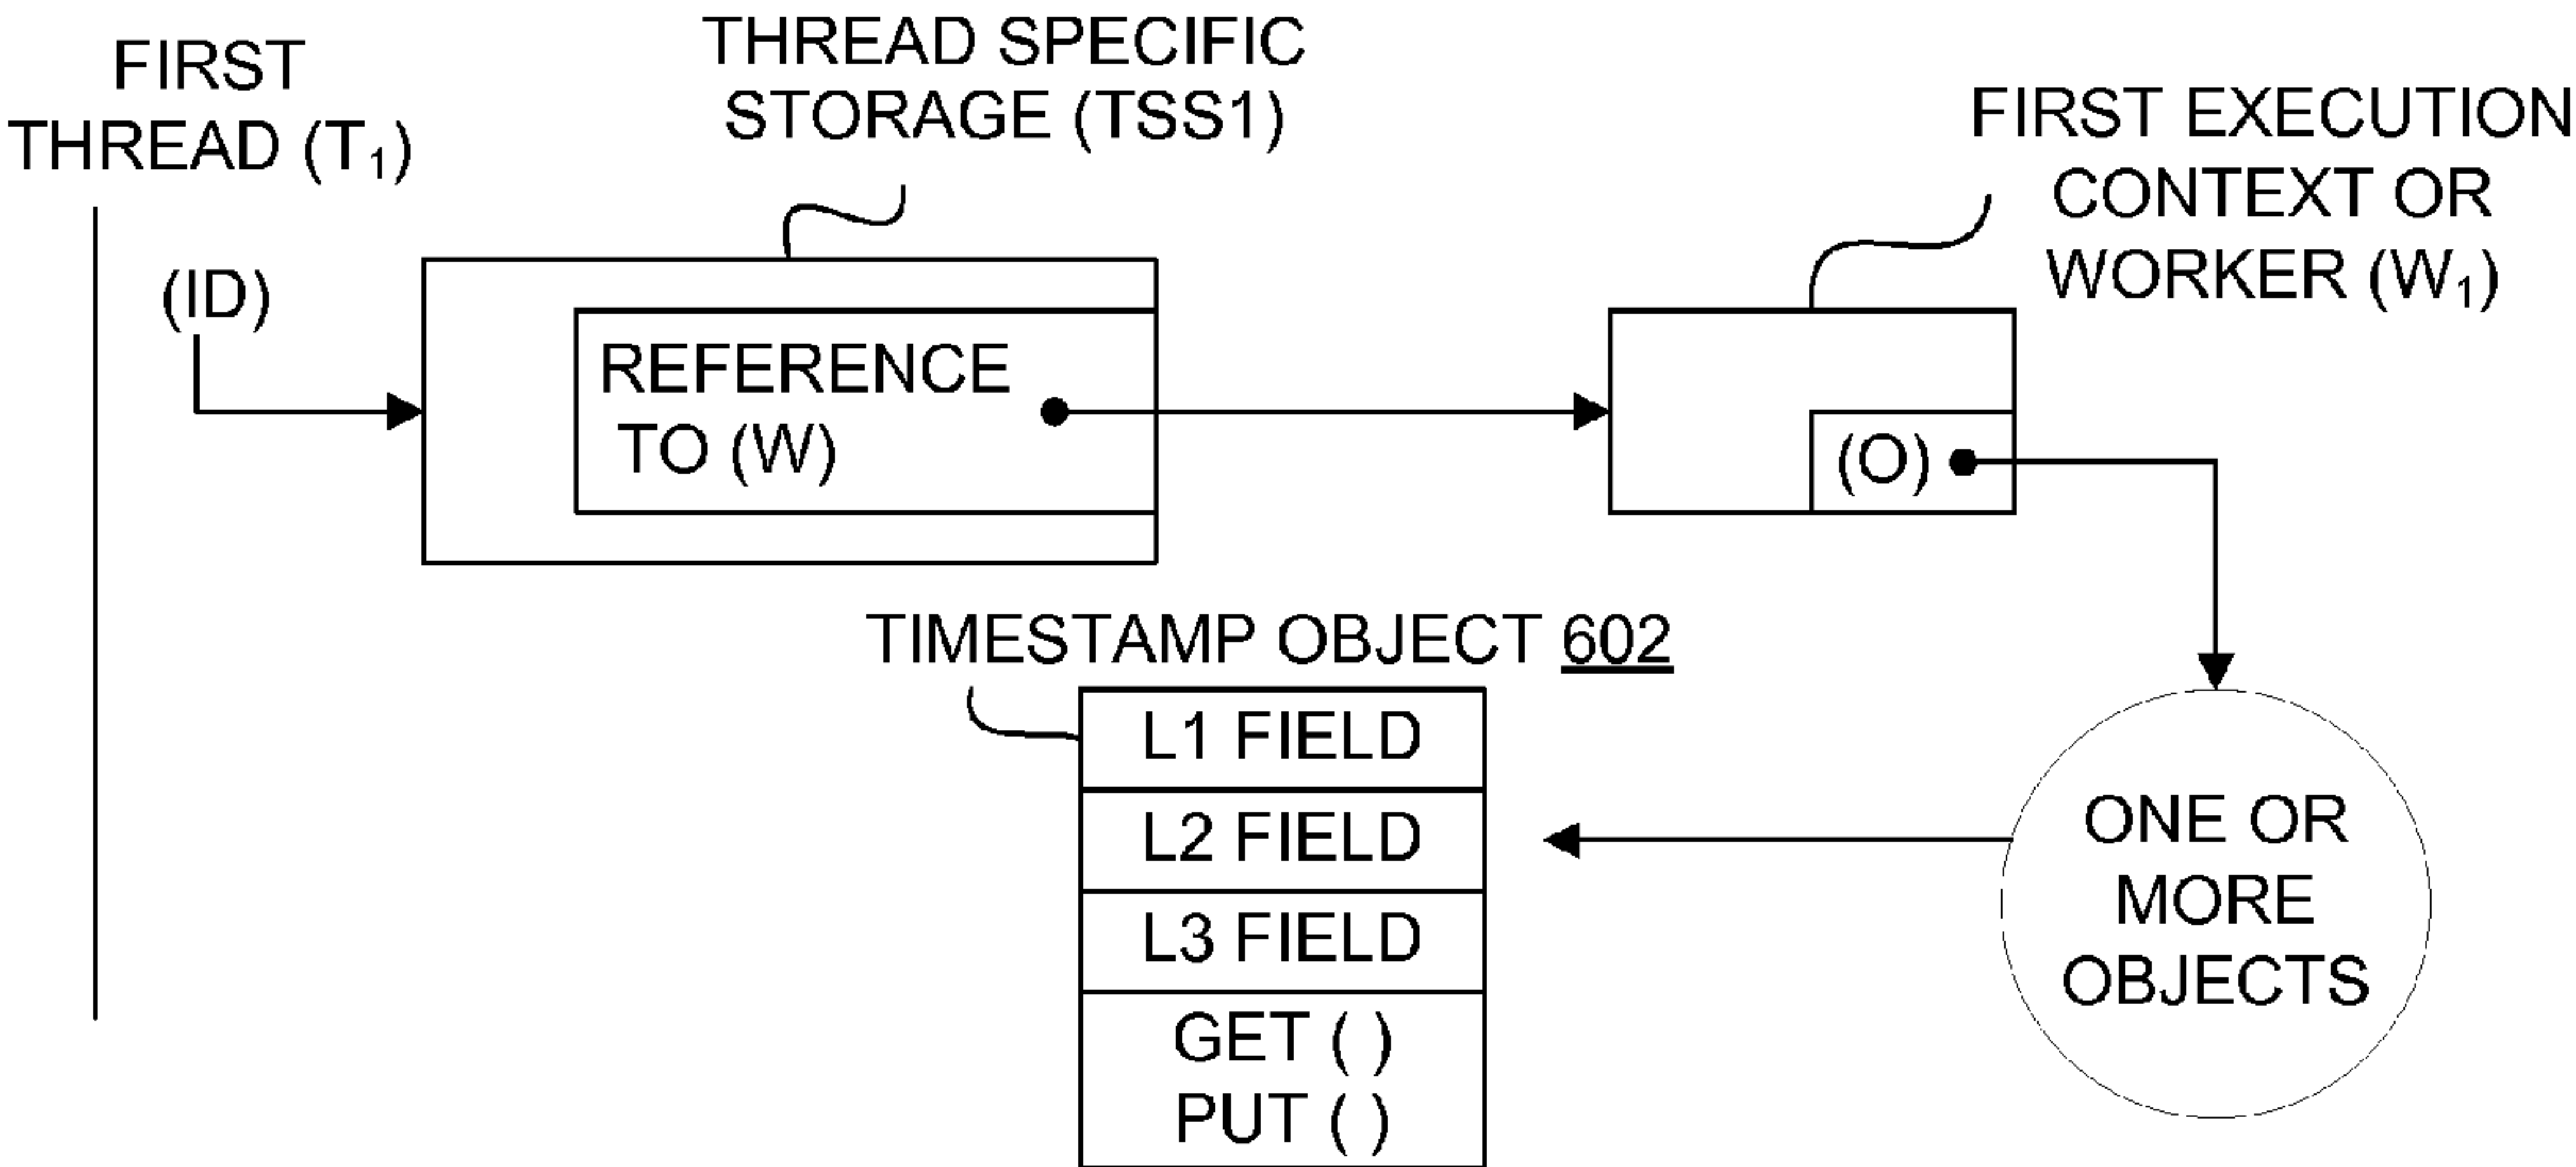 FIRST
THREAD (T₁)
THREAD SPECIFIC
STORAGE (TSS1)
FIRST EXECUTION
CONTEXT OR
WORKER (W₁)
(ID)
REFERENCE
TO (W)
(O)
TIMESTAMP OBJECT 602
L1 FIELD
L2 FIELD
L3 FIELD
GET ( )
PUT ( )
ONE OR
MORE
OBJECTS